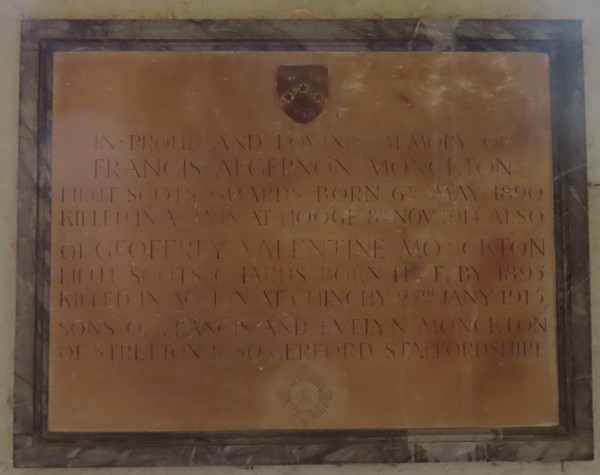 IN · PROUD AND LOVING MEMORY OF
FRANCIS ALGERNON MONCKTON
LIEUT SCOTS GUARDS BORN 6TH MAY 1890
KILLED IN ACTION AT HOOGE 8TH NOV 1914 ALSO
OF GEOFFREY VALENTINE MONCKTON
LIEUT SCOTS GUARDS BORN FEBY 1895
KILLED IN ACTION AT CUINCHY 25TH JANY 1915
SONS OF FRANCIS AND EVELYN MONCKTON
OF STRETTON & SOMERFORD STAFFORDSHIRE